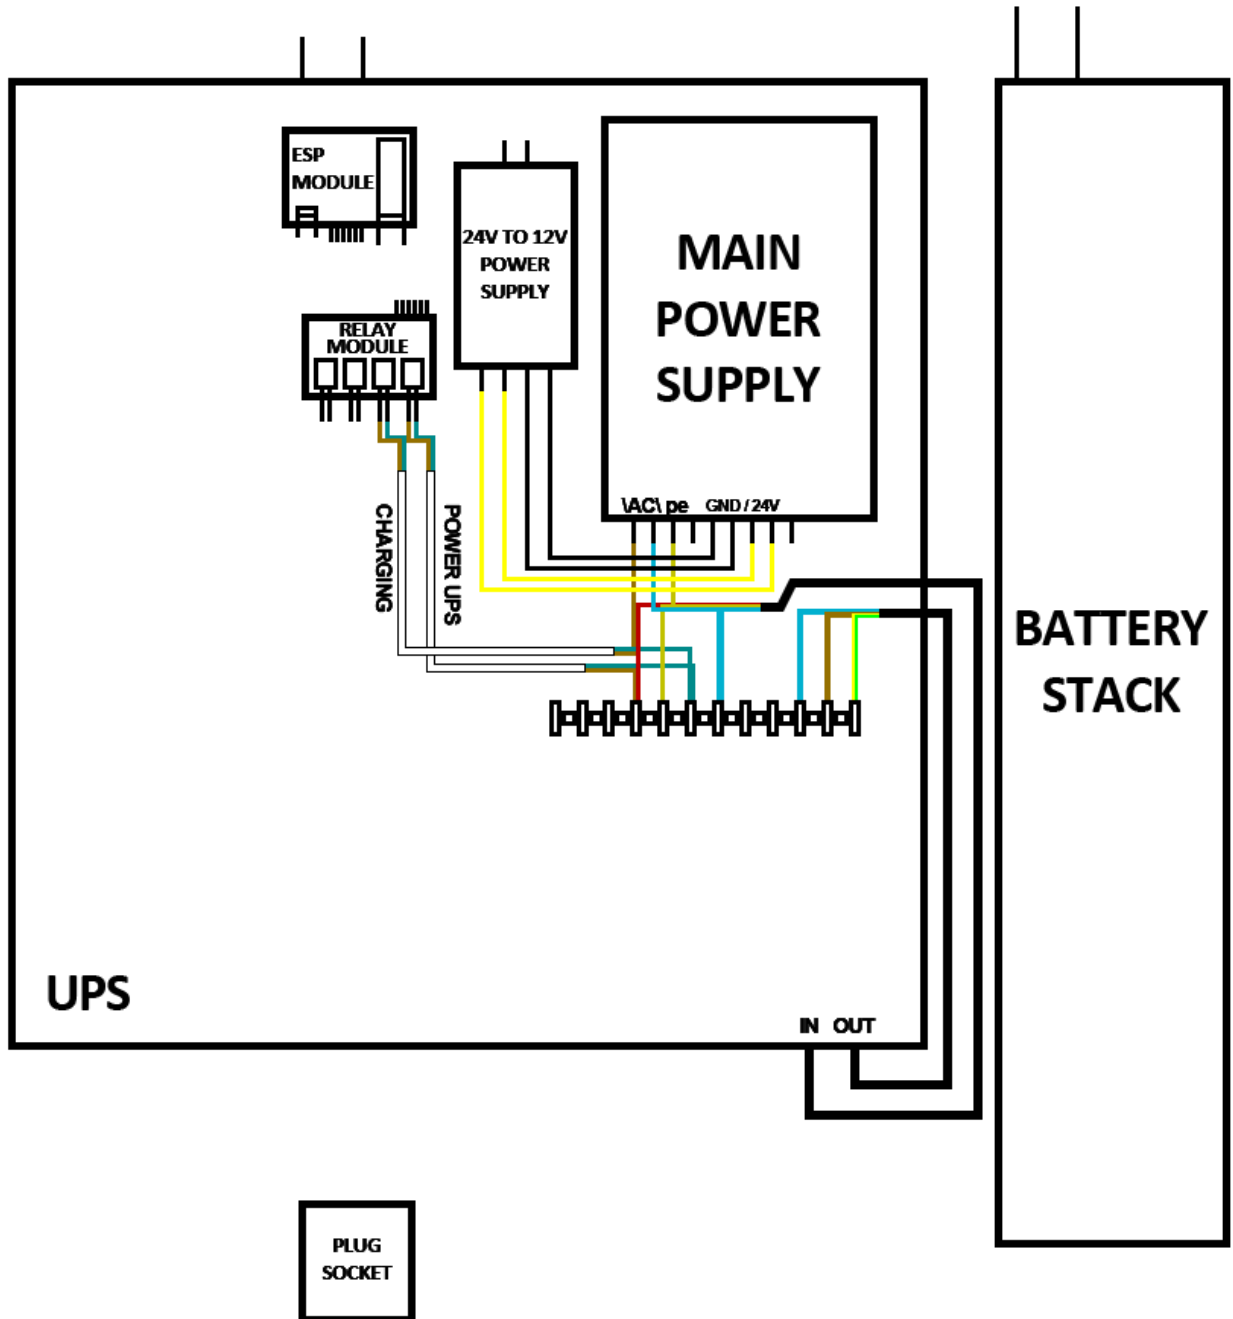 ESP
MODULE
24V TO 12V
POWER
SUPPLY
MAIN
POWER
SUPPLY
RELAY
MODULE
\AC\ pe GND / 24V
CHARGING
POWER UPS
BATTERY
STACK
UPS
IN OUT
PLUG
SOCKET